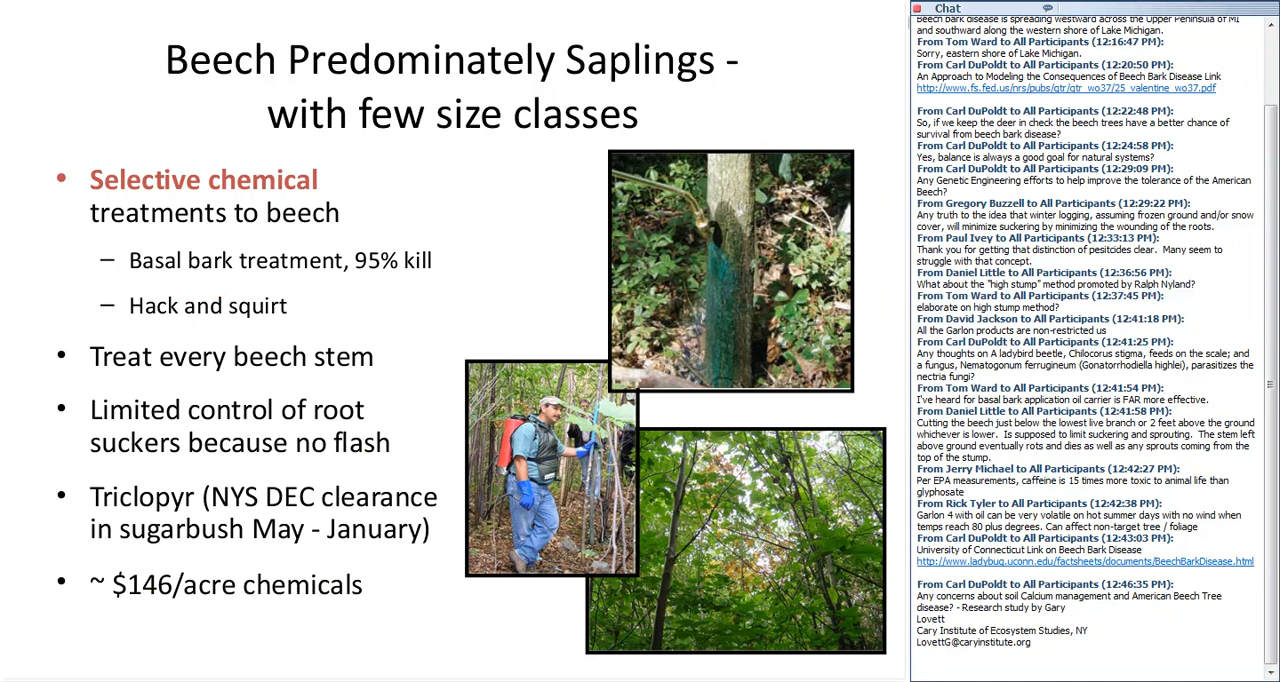 Beech Predominately Saplings -
with few size classes
• Selective chemical
treatments to beech
– Basal bark treatment, 95% kill
– Hack and squirt
• Treat every beech stem
• Limited control of root
suckers because no flash
• Triclopyr (NYS DEC clearance
in sugarbush May - January)
• ~ $146/acre chemicals
Chat
Beech bark disease is spreading westward across the Upper Peninsula of MI
and southward along the western shore of Lake Michigan.
From Tom Ward to All Participants (12:16:47 PM):
Sorry, eastern shore of Lake Michigan.
From Carl DuPoldt to All Participants (12:20:50 PM):
An Approach to Modeling the Consequences of Beech Bark Disease Link
http://www.fs.fed.us/nrs/pubs/gtr/gtr_wo37/25_valentine_wo37.pdf
From Carl DuPoldt to All Participants (12:22:48 PM):
So, if we keep the deer in check the beech trees have a better chance of
survival from beech bark disease?
From Carl DuPoldt to All Participants (12:24:58 PM):
Yes, balance is always a good goal for natural systems?
From Carl DuPoldt to All Participants (12:29:09 PM):
Any Genetic Engineering efforts to help improve the tolerance of the American
Beech?
From Gregory Buzzell to All Participants (12:29:22 PM):
Any truth to the idea that winter logging, assuming frozen ground and/or snow
cover, will minimize suckering by minimizing the wounding of the roots.
From Paul Ivey to All Participants (12:33:13 PM):
Thank you for getting that distinction of pesitcides clear.  Many seem to
struggle with that concept.
From Daniel Little to All Participants (12:36:56 PM):
What about the "high stump" method promoted by Ralph Nyland?
From Tom Ward to All Participants (12:37:45 PM):
elaborate on high stump method?
From David Jackson to All Participants (12:41:18 PM):
All the Garlon products are non-restricted us
From Carl DuPoldt to All Participants (12:41:25 PM):
Any thoughts on A ladybird beetle, Chilocorus stigma, feeds on the scale; and
a fungus, Nematogonum ferrugineum (Gonatorrhodiella highlei), parasitizes the
nectria fungi?
From Tom Ward to All Participants (12:41:54 PM):
I've heard for basal bark application oil carrier is FAR more effective.
From Daniel Little to All Participants (12:41:58 PM):
Cutting the beech just below the lowest live branch or 2 feet above the ground
whichever is lower.  Is supposed to limit suckering and sprouting.  The stem left
above ground eventually rots and dies as well as any sprouts coming from the
top of the stump.
From Jerry Michael to All Participants (12:42:27 PM):
Per EPA measurements, caffeine is 15 times more toxic to animal life than
glyphosate
From Rick Tyler to All Participants (12:42:38 PM):
Garlon 4 with oil can be very volatile on hot summer days with no wind when
temps reach 80 plus degrees. Can affect non-target tree / foliage
From Carl DuPoldt to All Participants (12:43:03 PM):
University of Connecticut Link on Beech Bark Disease
http://www.ladybug.uconn.edu/factsheets/documents/BeechBarkDisease.html
From Carl DuPoldt to All Participants (12:46:35 PM):
Any concerns about soil Calcium management and American Beech Tree
disease? - Research study by Gary
Lovett
Cary Institute of Ecosystem Studies, NY
LovettG@caryinstitute.org